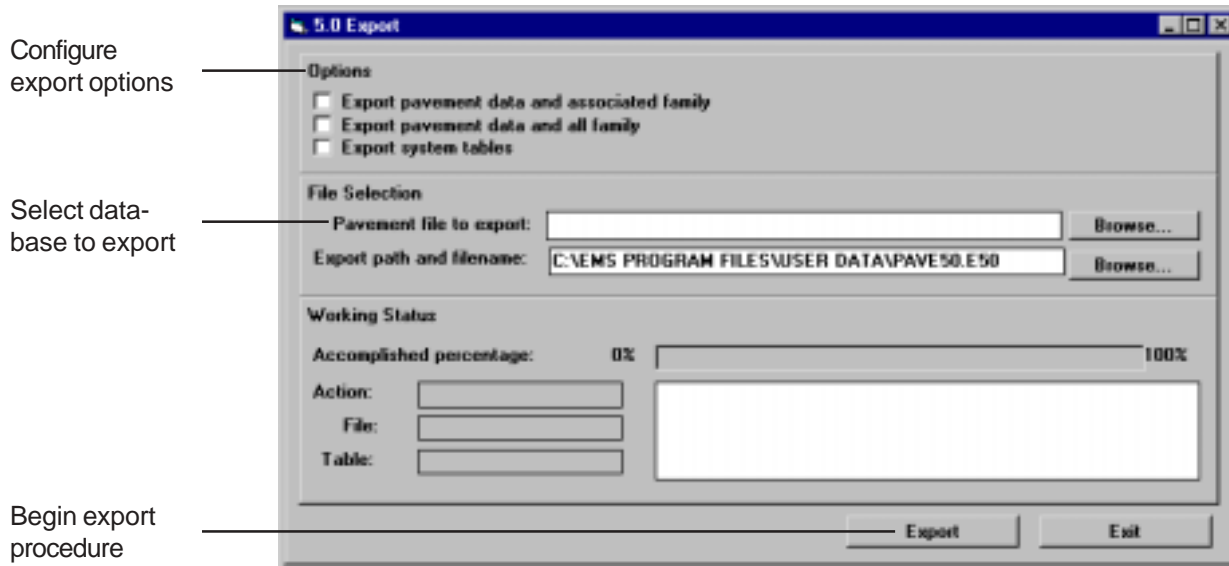 5.0 Export
Configure
export options
Options
Export pavement data and associated family
Export pavement data and all family
Export system tables
File Selection
Select data-
base to export
Pavement file to export:
Browse...
Export path and filename:
C:\EMS PROGRAM FILES\USER DATA\PAVE50.E50
Browse...
Working Status
Accomplished percentage:
0%
100%
Action:
File:
Table:
Begin export
procedure
Export
Exit